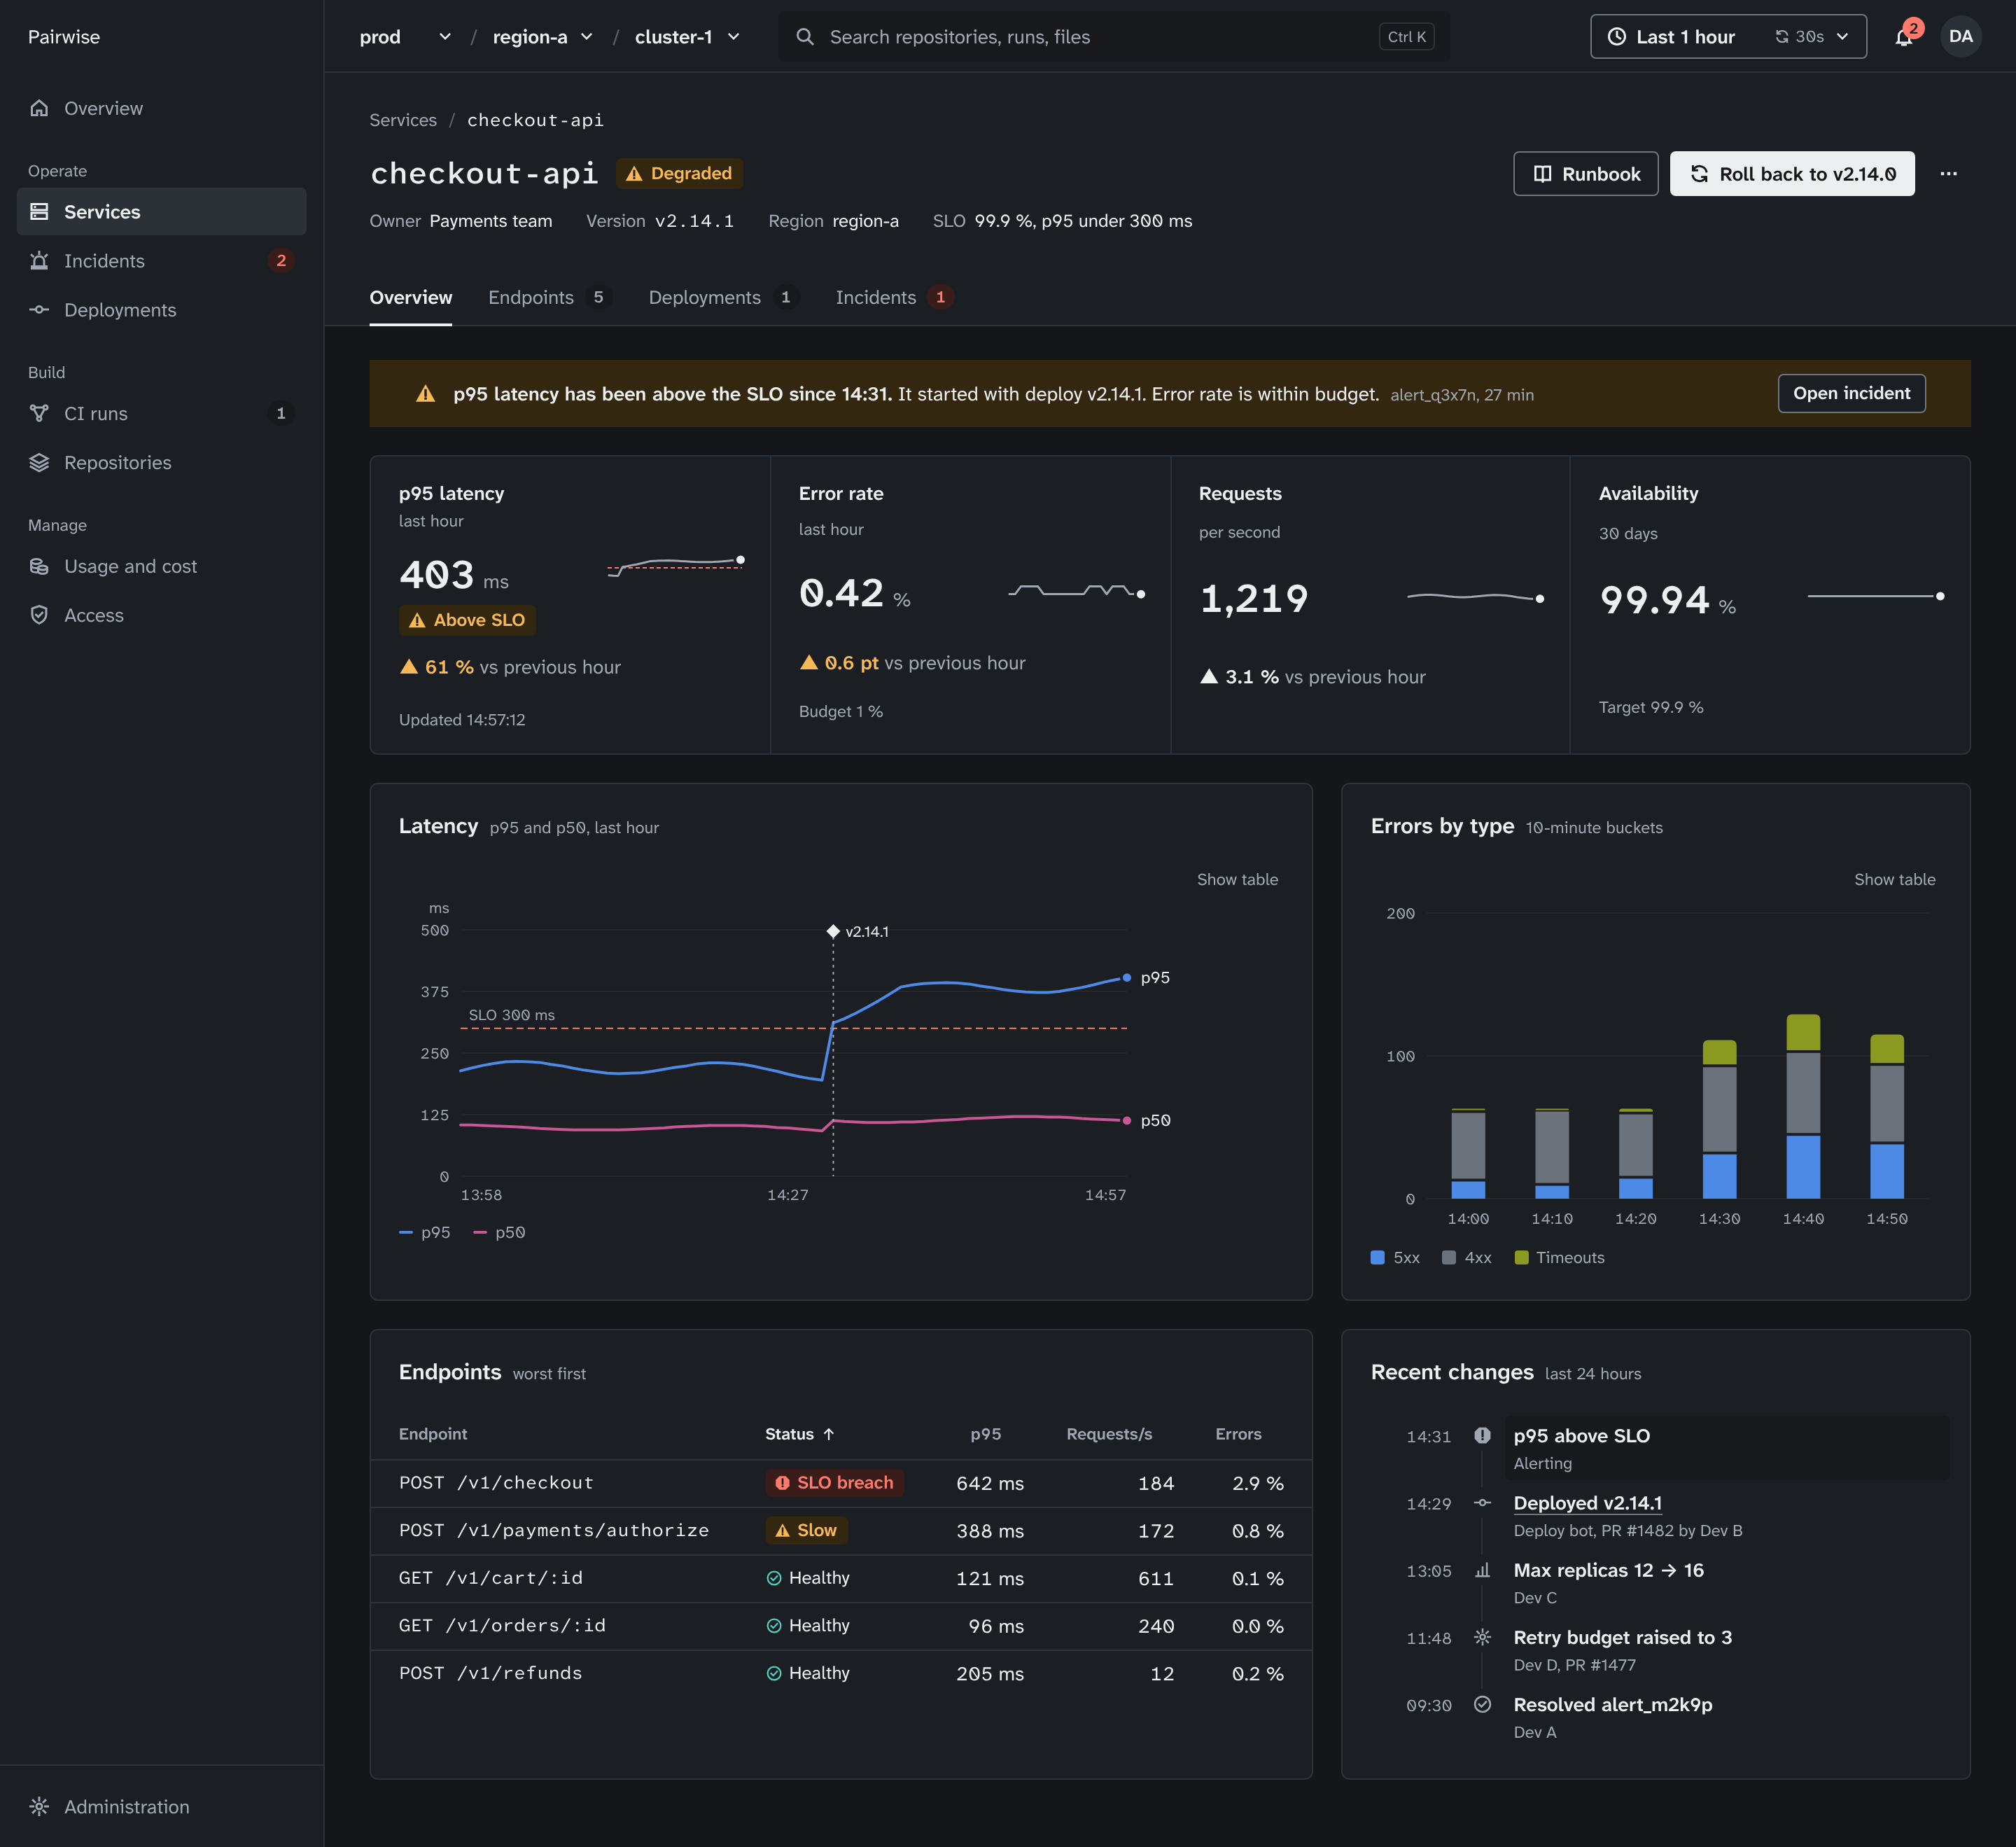 Pairwise
prod / region-a / cluster-1
Search repositories, runs, files
Ctrl K
Last 1 hour
30s
2
DA
Overview
Operate
Services
Incidents 2
Deployments
Build
CI runs 1
Repositories
Manage
Usage and cost
Access
Administration
Services / checkout-api
checkout-api
Degraded
Runbook
Roll back to v2.14.0
Owner Payments team Version v2.14.1 Region region-a SLO 99.9 %, p95 under 300 ms
Overview Endpoints 5 Deployments 1 Incidents 1
p95 latency has been above the SLO since 14:31. It started with deploy v2.14.1. Error rate is within budget. alert_q3x7n, 27 min
Open incident
p95 latency
last hour
403 ms
Above SLO
61 % vs previous hour
Updated 14:57:12
Error rate
last hour
0.42 %
0.6 pt vs previous hour
Budget 1 %
Requests
per second
1,219
3.1 % vs previous hour
Availability
30 days
99.94 %
Target 99.9 %
Latency p95 and p50, last hour
Show table
ms
500
v2.14.1
p95
375
SLO 300 ms
250
125
p50
0
13:58 14:27 14:57
p95 p50
Errors by type 10-minute buckets
Show table
200
100
0
14:00 14:10 14:20 14:30 14:40 14:50
5xx 4xx Timeouts
Endpoints worst first
Endpoint Status ↑ p95 Requests/s Errors
POST /v1/checkout SLO breach 642 ms 184 2.9 %
POST /v1/payments/authorize Slow 388 ms 172 0.8 %
GET /v1/cart/:id Healthy 121 ms 611 0.1 %
GET /v1/orders/:id Healthy 96 ms 240 0.0 %
POST /v1/refunds Healthy 205 ms 12 0.2 %
Recent changes last 24 hours
14:31 p95 above SLO
Alerting
14:29 Deployed v2.14.1
Deploy bot, PR #1482 by Dev B
13:05 Max replicas 12 → 16
Dev C
11:48 Retry budget raised to 3
Dev D, PR #1477
09:30 Resolved alert_m2k9p
Dev A